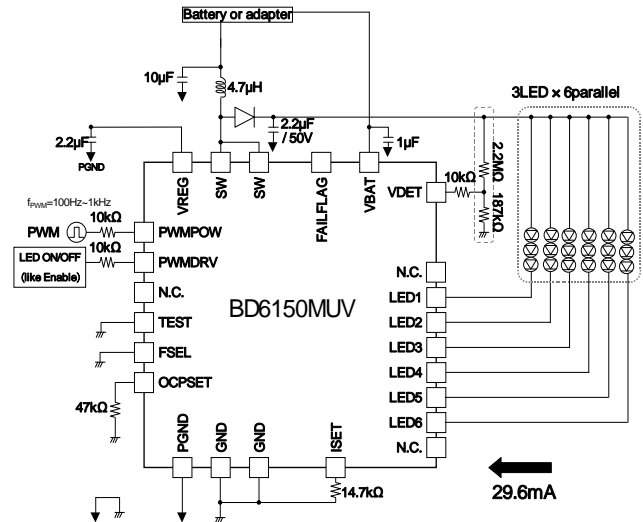 Battery or adapter
10µF
4.7µH
3LED × 6parallel
2.2µF
2.2µF
/ 50V
1µF
PGND
2.2MΩ
10kΩ
187kΩ
VREG
SW
SW
FAILFLAG
VBAT
VDET
fPWM=100Hz~1kHz
10kΩ
PWM
PWMPOW
10kΩ
LED ON/OFF
(like Enable)
PWMDRV
N.C.
N.C.
LED1
BD6150MUV
TEST
LED2
FSEL
LED3
OCPSET
LED4
47kΩ
LED5
LED6
PGND
GND
GND
ISET
N.C.
14.7kΩ
29.6mA